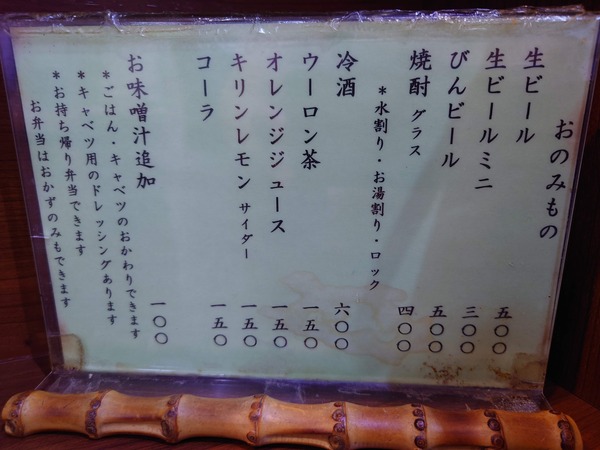 おのみもの
生ビール 五〇〇
生ビールミニ 三〇〇
びんビール 五〇〇
焼酎 グラス 四〇〇
＊水割り・お湯割り・ロック
冷酒 六〇〇
ウーロン茶 一五〇
オレンジジュース 一五〇
キリンレモン サイダー 一五〇
コーラ 一五〇
お味噌汁追加 一〇〇
＊ごはん・キャベツのおかわりできます
＊キャベツ用のドレッシングあります
＊お持ち帰り弁当できます
お弁当はおかずのみもできます